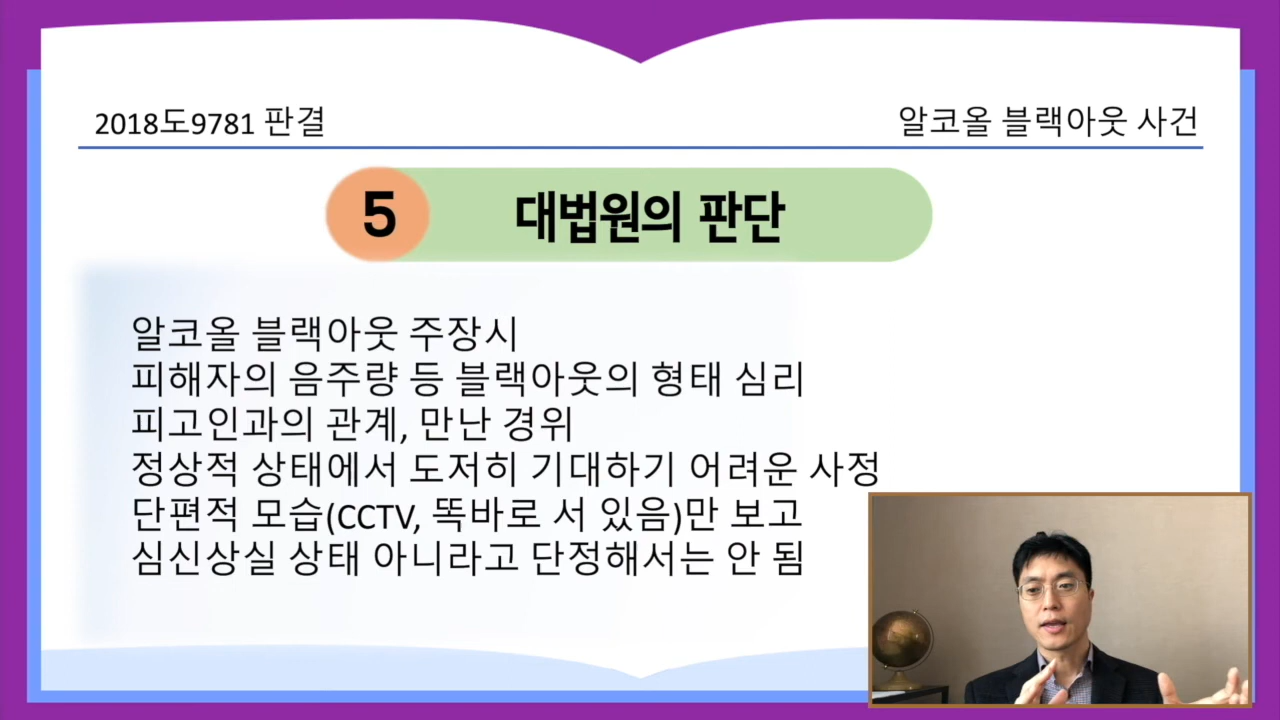 2018도9781 판결
알코올 블랙아웃 사건
5 대법원의 판단
알코올 블랙아웃 주장시
피해자의 음주량 등 블랙아웃의 형태 심리
피고인과의 관계, 만난 경위
정상적 상태에서 도저히 기대하기 어려운 사정
단편적 모습(CCTV, 똑바로 서 있음)만 보고
심신상실 상태 아니라고 단정해서는 안 됨